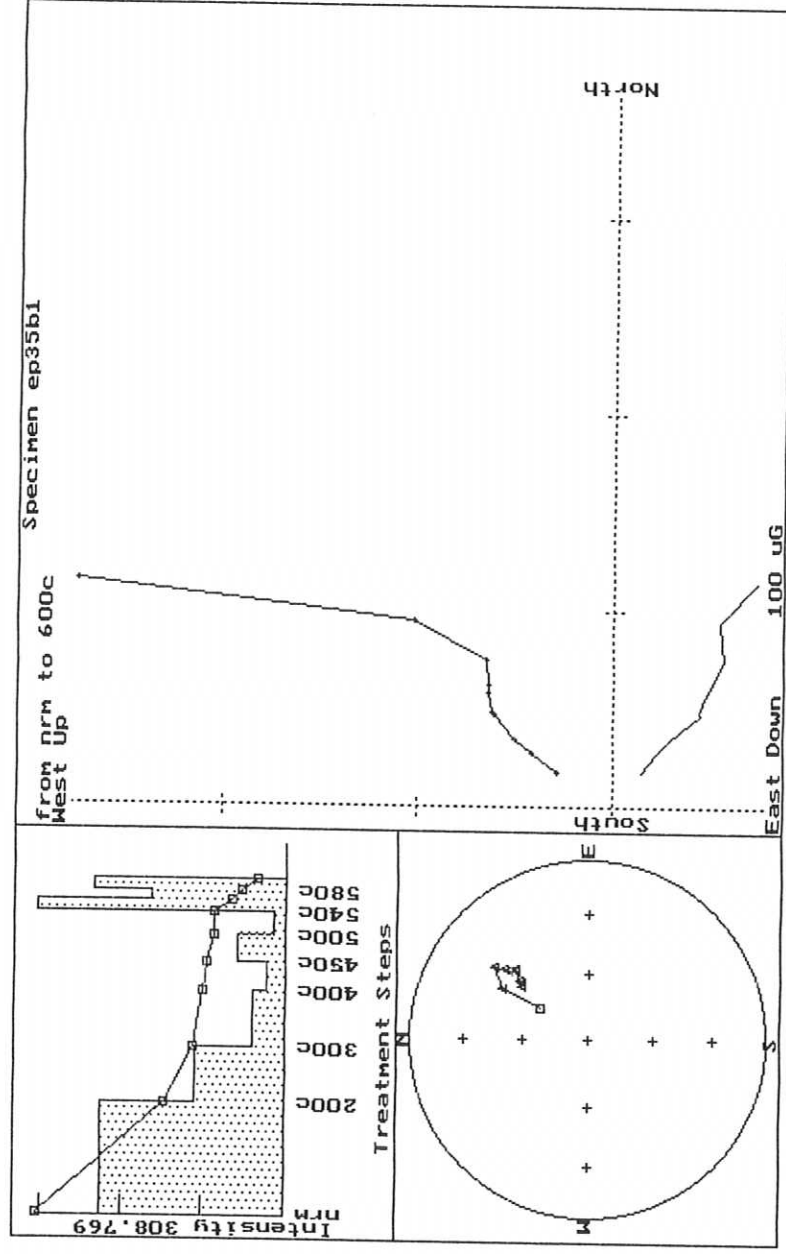 Specimen ep35b1
from nrm to 600c
West Up
North
South
East Down
100 uG
Intensity 308.769
nrm
200c
300c
400c
450c
500c
540c
580c
Treatment Steps
N
E
S
W